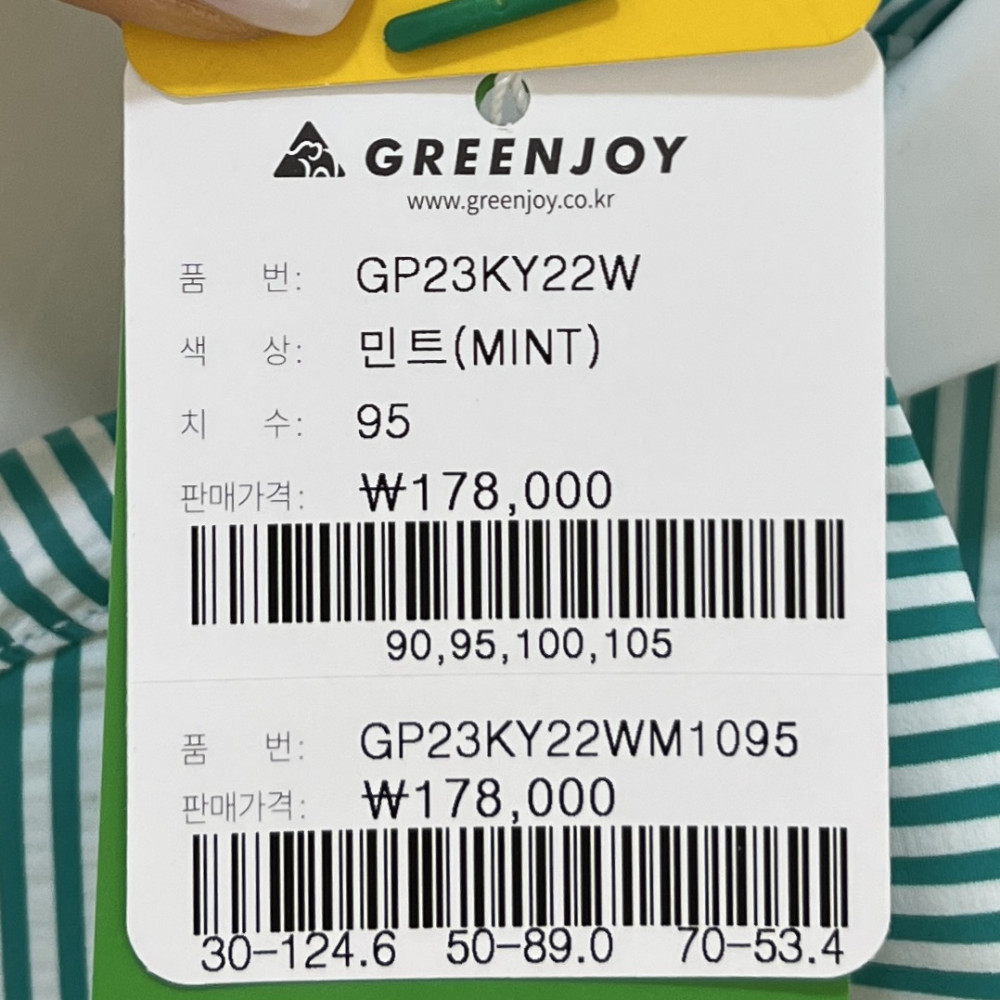 GREENJOY
www.greenjoy.co.kr
품 번: GP23KY22W
색 상: 민트(MINT)
치 수: 95
판매가격: ₩178,000
90,95,100,105
품 번: GP23KY22WM1095
판매가격: ₩178,000
30-124.6 50-89.0 70-53.4